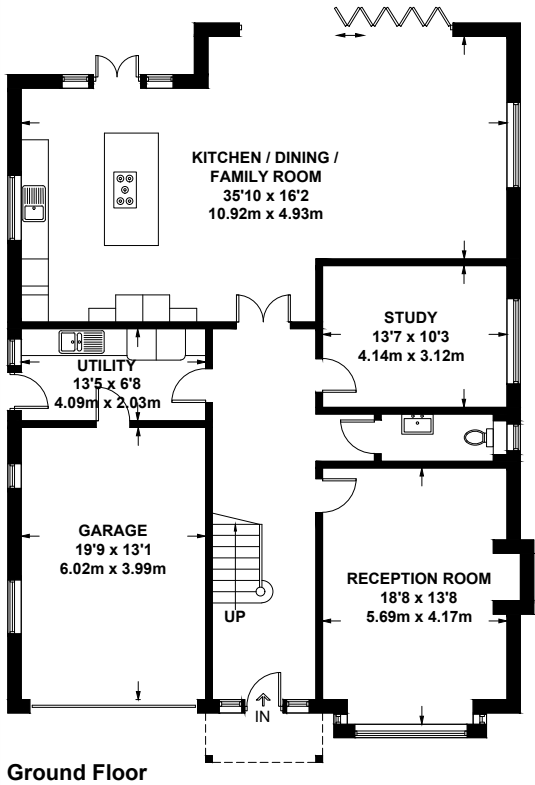 KITCHEN / DINING /
FAMILY ROOM
35'10 x 16'2
10.92m x 4.93m
STUDY
13'7 x 10'3
4.14m x 3.12m
UTILITY
13'5 x 6'8
4.09m x 2.03m
GARAGE
19'9 x 13'1
6.02m x 3.99m
RECEPTION ROOM
18'8 x 13'8
5.69m x 4.17m
UP
IN
Ground Floor